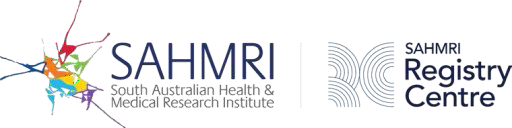 SAHMRI
South Australian Health &
Medical Research Institute
SAHMRI
Registry
Centre